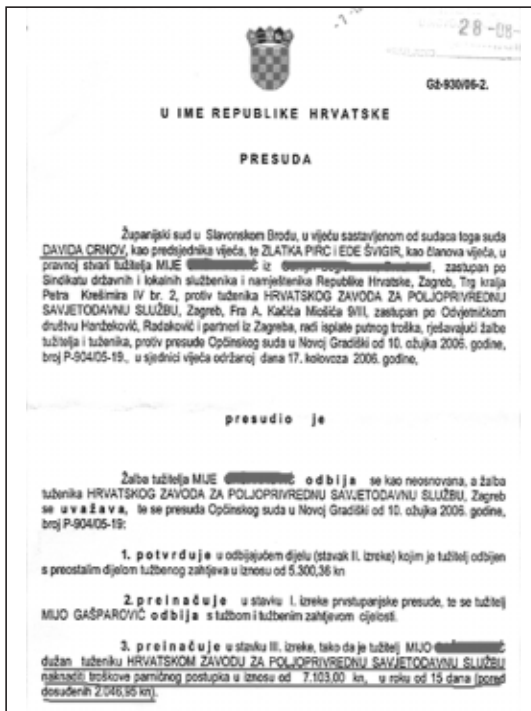 28-08-
Gž-930/06-2.
U IME REPUBLIKE HRVATSKE
PRESUDA
Županijski sud u Slavonskom Brodu, u vijeću sastavljenom od sudaca toga suda
DAVIDA CRNOV, kao predsjednika vijeća, te ZLATKA PIRC i EDE ŠVIGIR, kao članova vijeća, u
pravnoj stvari tužitelja MIJE iz , zastupan po
Sindikatu državnih i lokalnih službenika i namještenika Republike Hrvatske, Zagreb, Trg kralja
Petra Krešimira IV br. 2, protiv tuženika HRVATSKOG ZAVODA ZA POLJOPRIVREDNU
SAVJETODAVNU SLUŽBU, Zagreb, Fra A. Kačića Miošića 9/III, zastupan po Odvjetničkom
društvu Hanžeković, Radaković i partneri iz Zagreba, radi isplate putnog troška, rješavajući žalbe
tužitelja i tuženika, protiv presude Općinskog suda u Novoj Gradiški od 10. ožujka 2006. godine,
broj P-904/05-19., u sjednici vijeća održanoj dana 17. kolovoza 2006. godine,
presudio je
Žalba tužitelja MIJE odbija se kao neosnovana, a žalba
tuženika HRVATSKOG ZAVODA ZA POLJOPRIVREDNU SAVJETODAVNU SLUŽBU, Zagreb
se uvažava, te se presuda Općinskog suda u Novoj Gradiški od 10. ožujka 2006. godine,
broj P-904/05-19:
1. potvrđuje u odbijajućem dijelu (stavak II. izreke) kojim je tužitelj odbijen
s preostalim dijelom tužbenog zahtjeva u iznosu od 5.300,36 kn
2. preinačuje u stavku I. izreke prvstupanjske presude, te se tužitelj
MIJO GAŠPAROVIĆ odbija s tužbom i tužbenim zahtjevom cijelosti.
3. preinačuje u stavku III. izreke, tako da je tužitelj MIJO
dužan tuženiku HRVATSKOM ZAVODU ZA POLJOPRIVREDNU SAVJETODAVNU SLUŽBU
naknaditi troškove parničnog postupka u iznosu od 7.103,00 kn, u roku od 15 dana (pored
dosuđenih 2.046,95 kn).